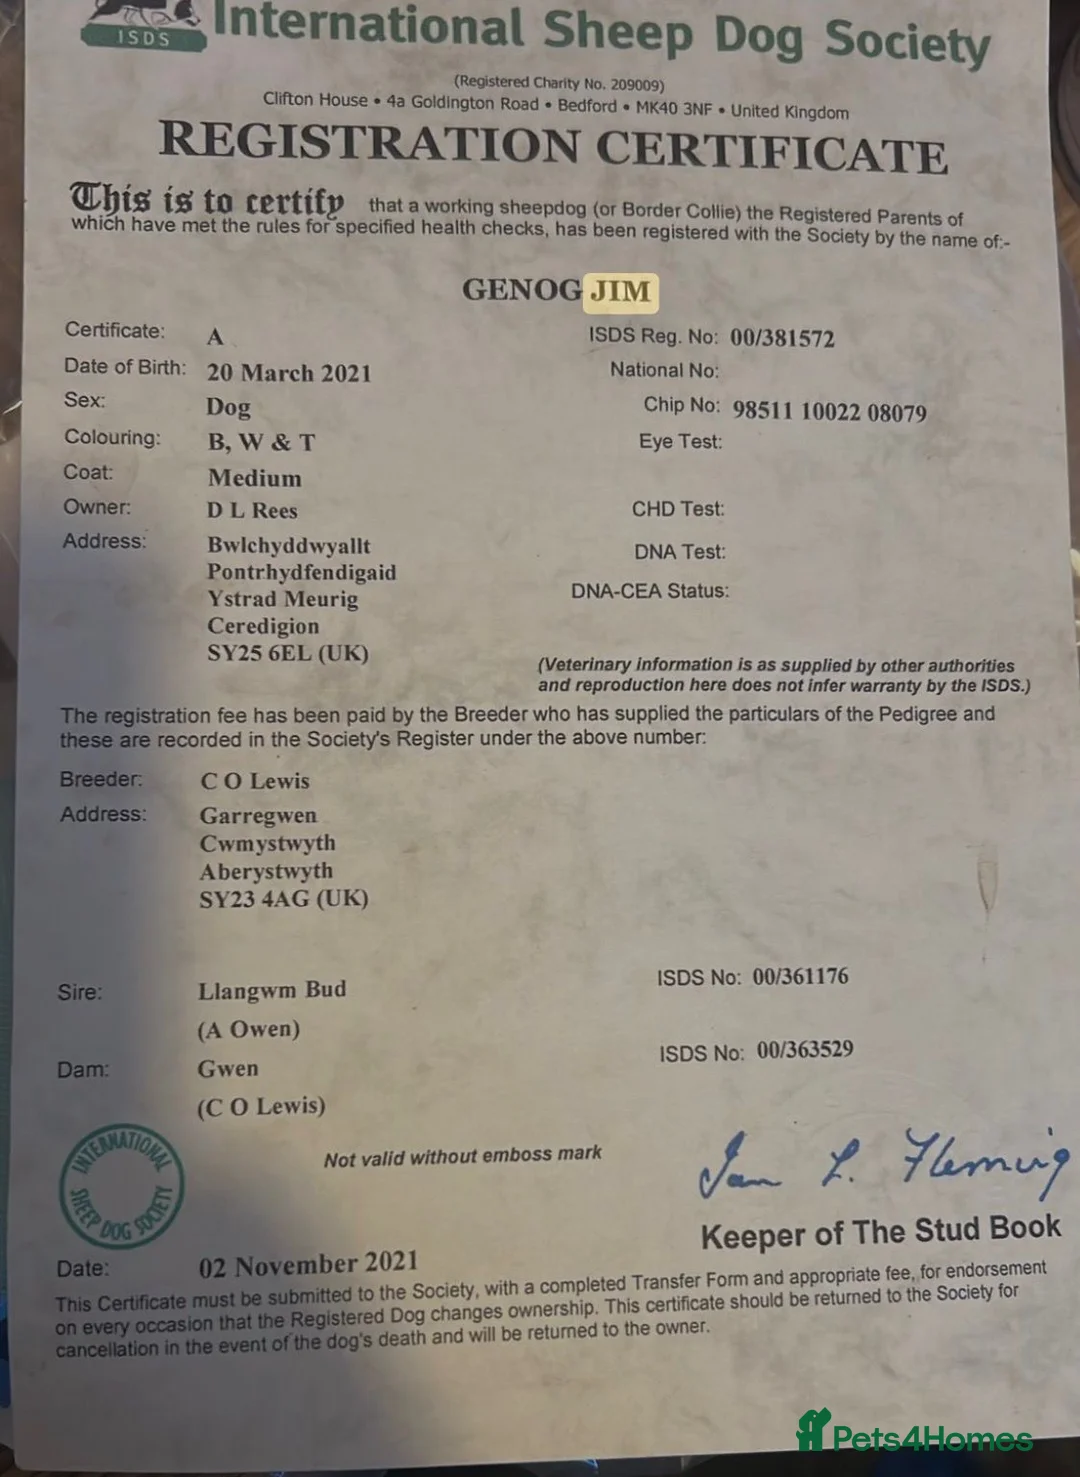 ISDS
International Sheep Dog Society
(Registered Charity No. 209009)
Clifton House • 4a Goldington Road • Bedford • MK40 3NF • United Kingdom
REGISTRATION CERTIFICATE
This is to certify that a working sheepdog (or Border Collie) the Registered Parents of
which have met the rules for specified health checks, has been registered with the Society by the name of:-
GENOG JIM
Certificate: A
ISDS Reg. No: 00/381572
Date of Birth: 20 March 2021
National No:
Sex: Dog
Chip No: 98511 10022 08079
Colouring: B, W & T
Eye Test:
Coat: Medium
Owner: D L Rees
CHD Test:
Address: Bwlchyddwyallt
DNA Test:
Pontrhydfendigaid
Ystrad Meurig
DNA-CEA Status:
Ceredigion
SY25 6EL (UK)
(Veterinary information is as supplied by other authorities
and reproduction here does not infer warranty by the ISDS.)
The registration fee has been paid by the Breeder who has supplied the particulars of the Pedigree and
these are recorded in the Society's Register under the above number:
Breeder: C O Lewis
Address: Garregwen
Cwmystwyth
Aberystwyth
SY23 4AG (UK)
Sire: Llangwm Bud
ISDS No: 00/361176
(A Owen)
Dam: Gwen
ISDS No: 00/363529
(C O Lewis)
INTERNATIONAL SHEEP DOG SOCIETY
Not valid without emboss mark
Ian L. Fleming
Keeper of The Stud Book
Date: 02 November 2021
This Certificate must be submitted to the Society, with a completed Transfer Form and appropriate fee, for endorsement
on every occasion that the Registered Dog changes ownership. This certificate should be returned to the Society for
cancellation in the event of the dog's death and will be returned to the owner.
Pets4Homes